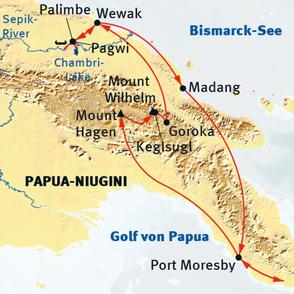 Palimbe
Wewak
Sepik-
River
Pagwi
Chambri-
Lake
Bismarck-See
Mount
Wilhelm
Madang
Mount
Hagen
Goroka
Keglsugl
PAPUA-NIUGINI
Golf von Papua
Port Moresby